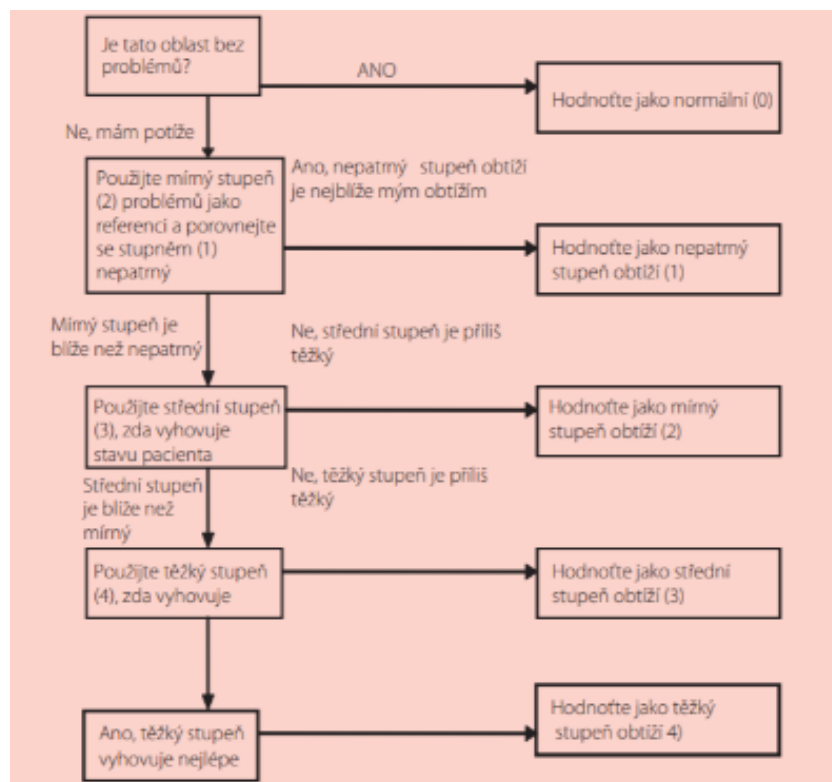 Je tato oblast bez
problémů?
ANO
Hodnoťte jako normální (0)
Ne, mám potíže
Použijte mírný stupeň
(2) problémů jako
referenci a porovnejte
se stupněm (1)
nepatrný
Ano, nepatrný stupeň obtíží
je nejblíže mým obtížím
Hodnoťte jako nepatrný
stupeň obtíží (1)
Mírný stupeň je
blíže než nepatrný
Ne, střední stupeň je příliš
těžký
Použijte střední stupeň
(3), zda vyhovuje
stavu pacienta
Hodnoťte jako mírný
stupeň obtíží (2)
Střední stupeň
je blíže než
mírný
Ne, těžký stupeň je příliš
těžký
Použijte těžký stupeň
(4), zda vyhovuje
Hodnoťte jako střední
stupeň obtíží (3)
Ano, těžký stupeň
vyhovuje nejlépe
Hodnoťte jako těžký
stupeň obtíží 4)